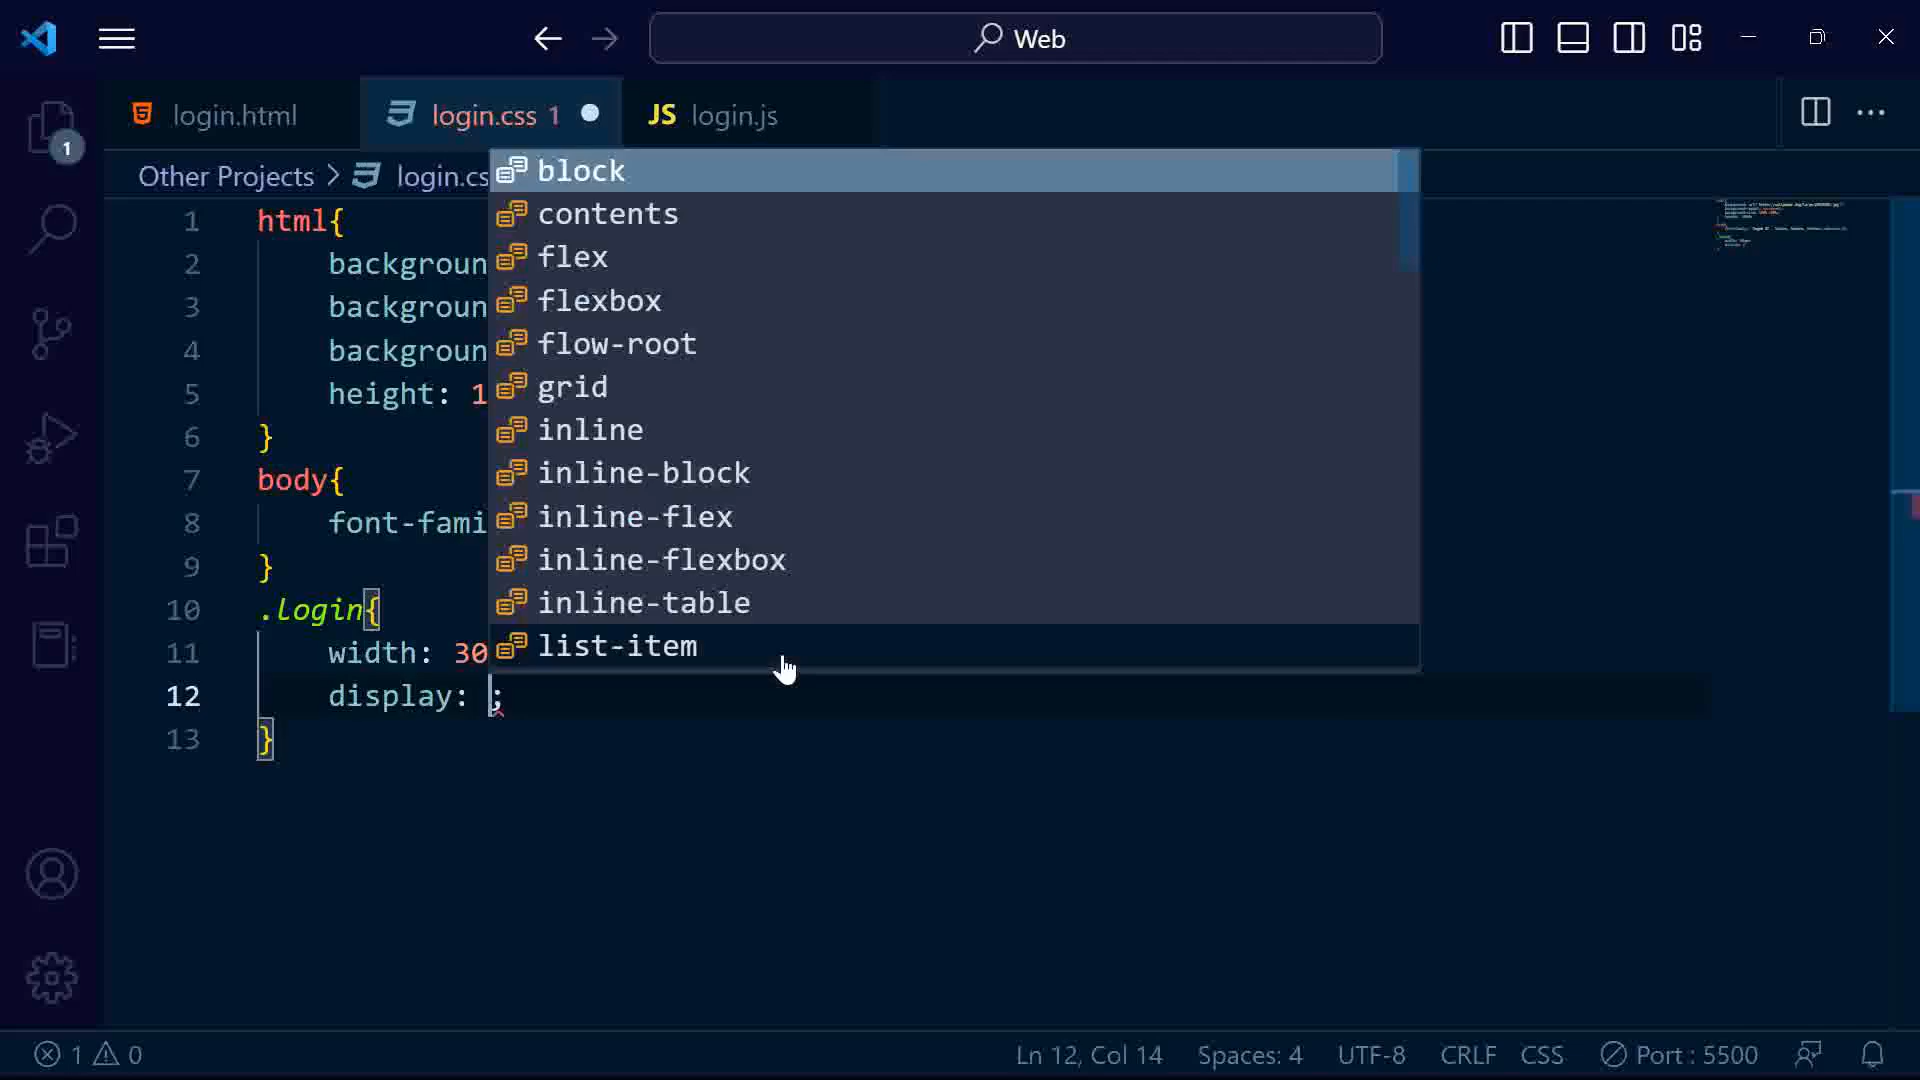 Web
login.html
login.css 1
JS login.js
1
Other Projects > login.cs
block
contents
flex
flexbox
flow-root
grid
inline
inline-block
inline-flex
inline-flexbox
inline-table
list-item
1 html{
2 backgroun
3 backgroun
4 backgroun
5 height: 1
6 }
7 body{
8 font-fami
9 }
10 .login{
11 width: 30
12 display: ;
13 }
1 0
Ln 12, Col 14 Spaces: 4 UTF-8 CRLF CSS Port : 5500